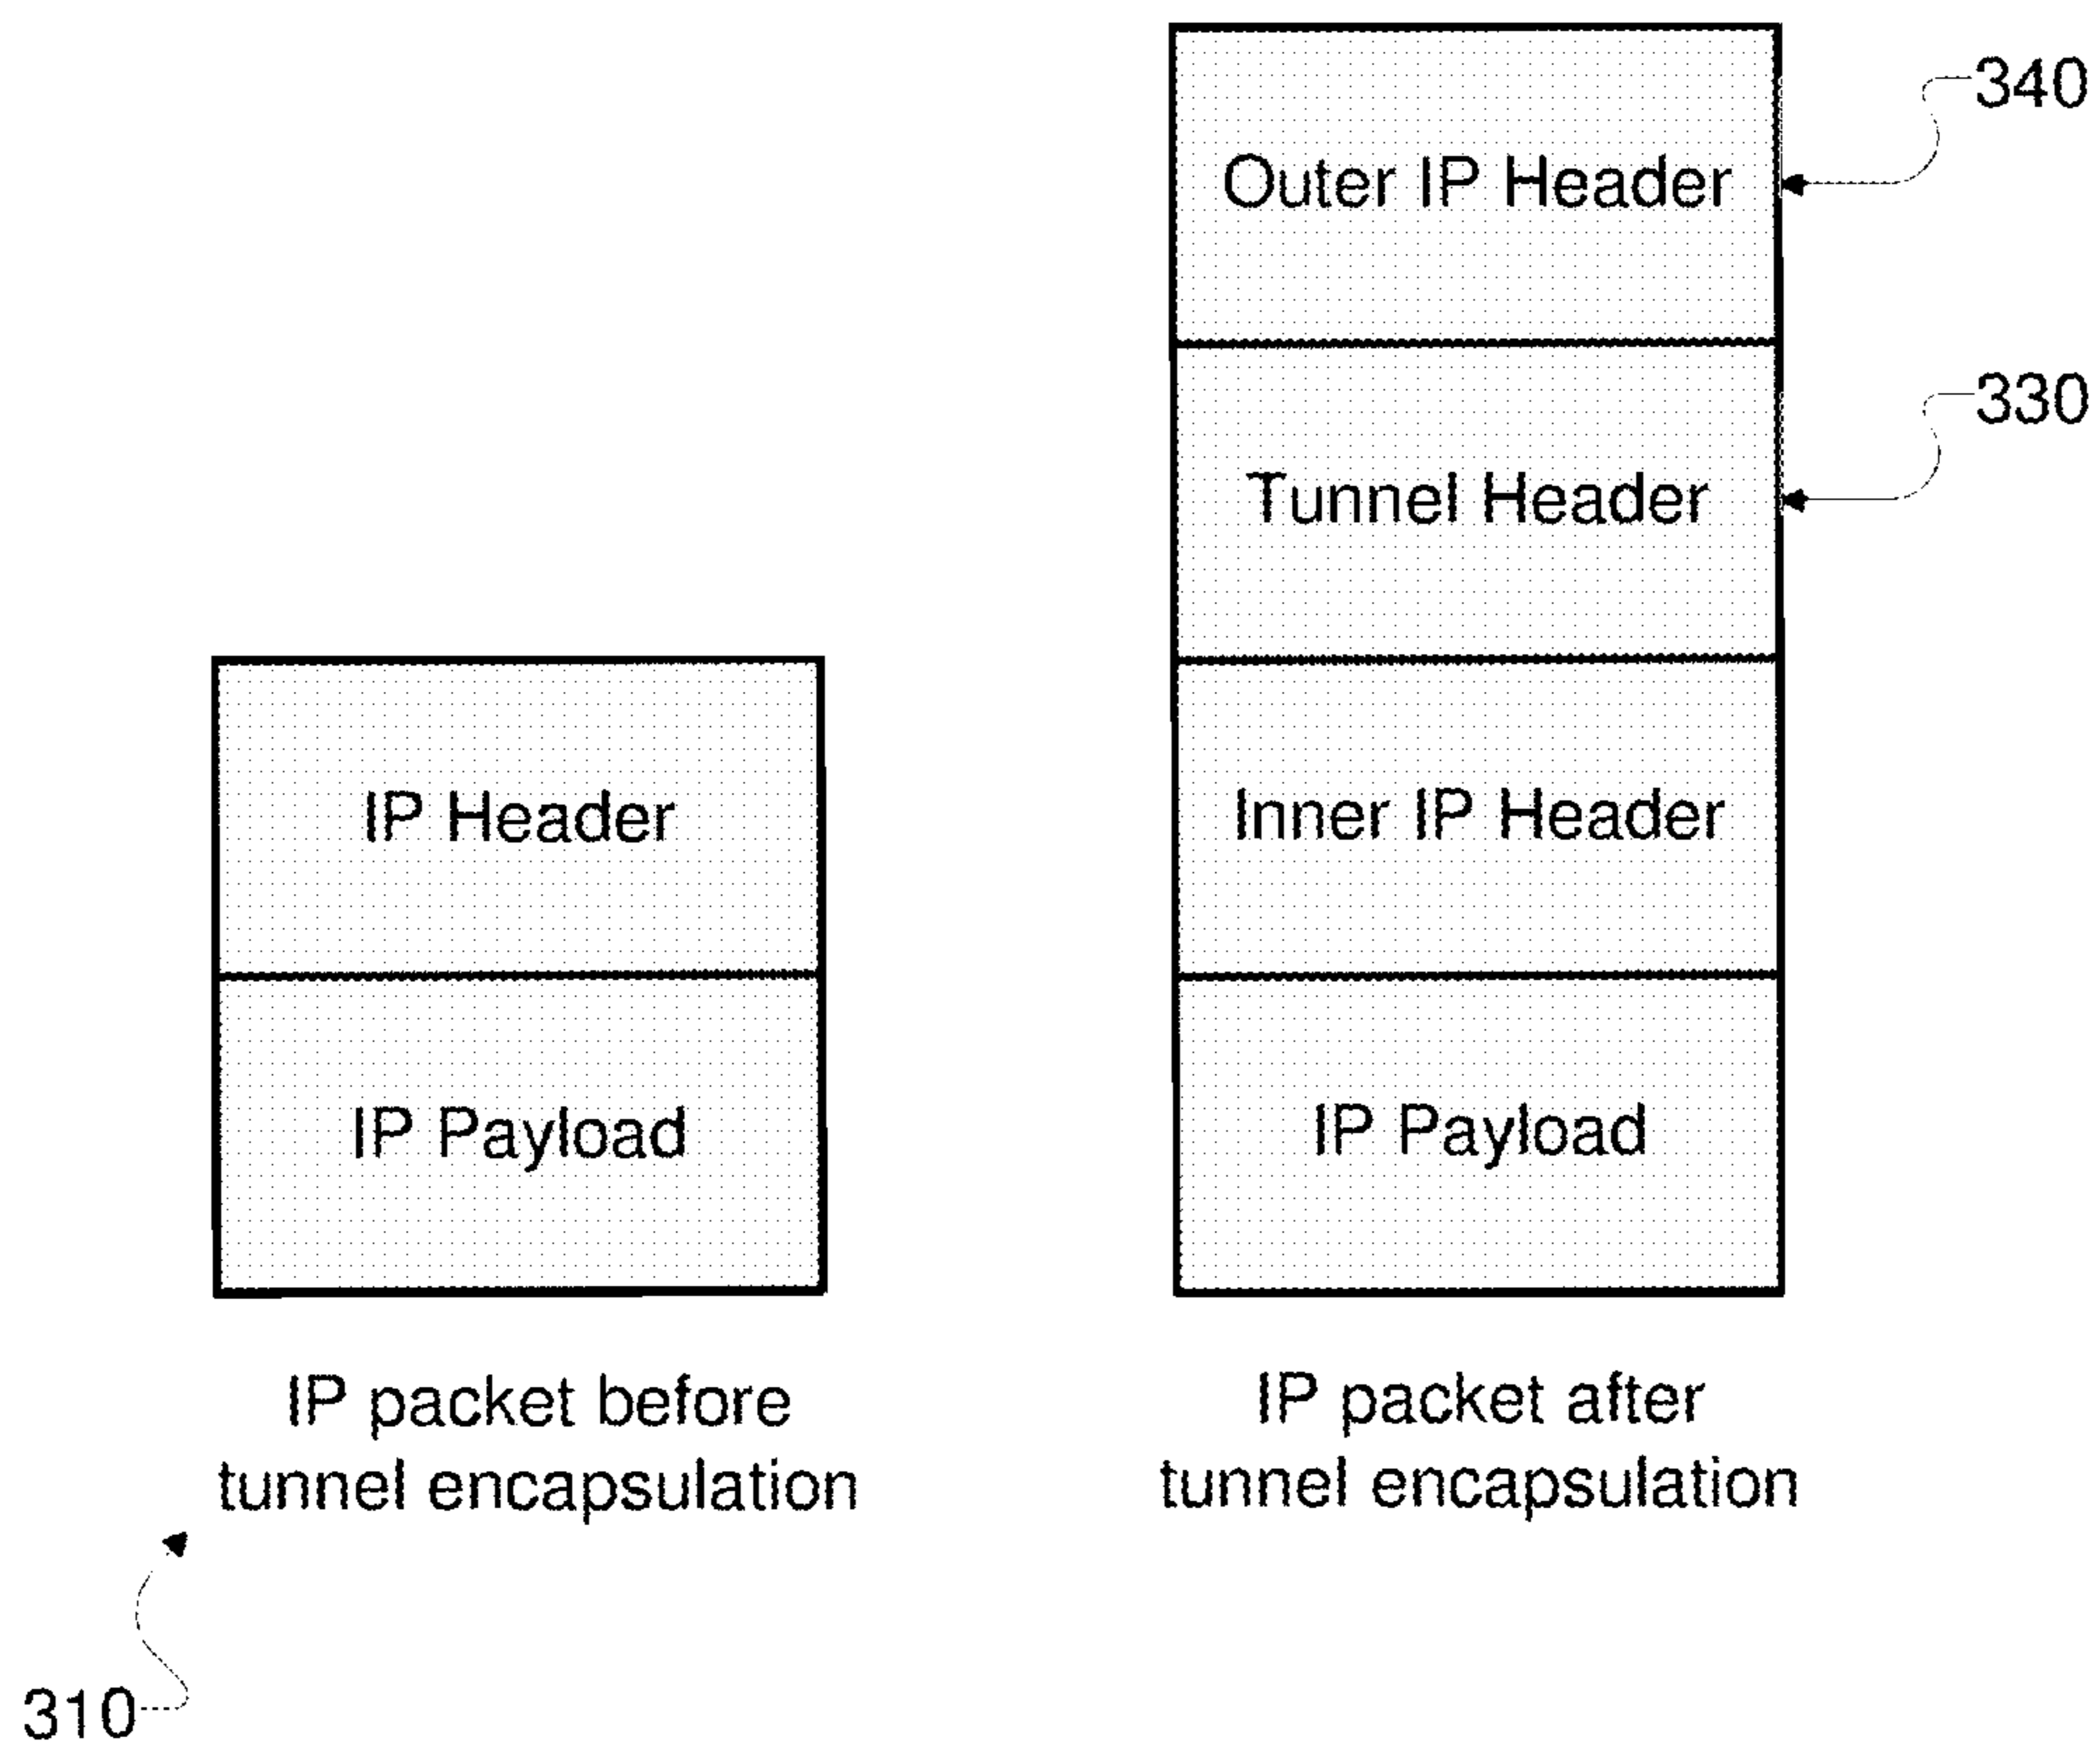 340
Outer IP Header
330
Tunnel Header
IP Header
Inner IP Header
IP Payload
IP Payload
IP packet before
tunnel encapsulation
IP packet after
tunnel encapsulation
310